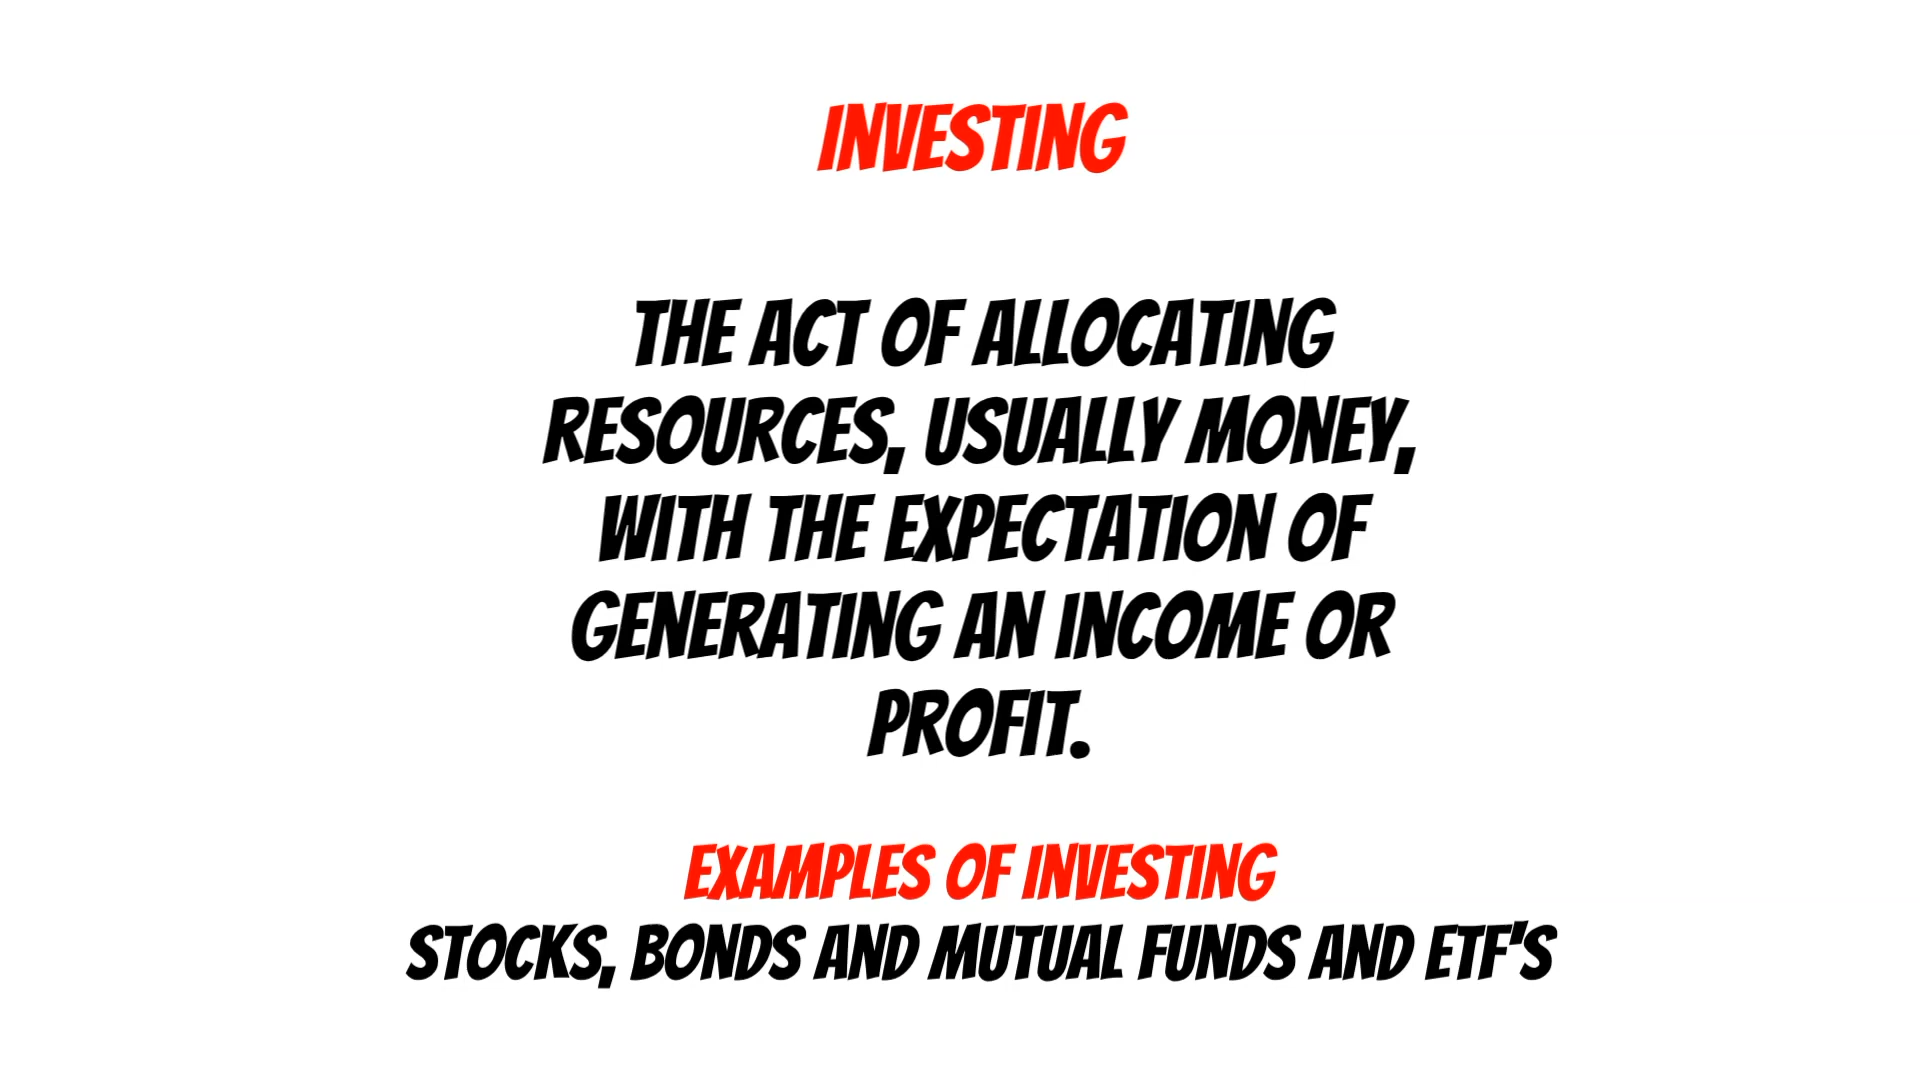 INVESTING
THE ACT OF ALLOCATING
RESOURCES, USUALLY MONEY,
WITH THE EXPECTATION OF
GENERATING AN INCOME OR
PROFIT.
EXAMPLES OF INVESTING
STOCKS, BONDS AND MUTUAL FUNDS AND ETF'S